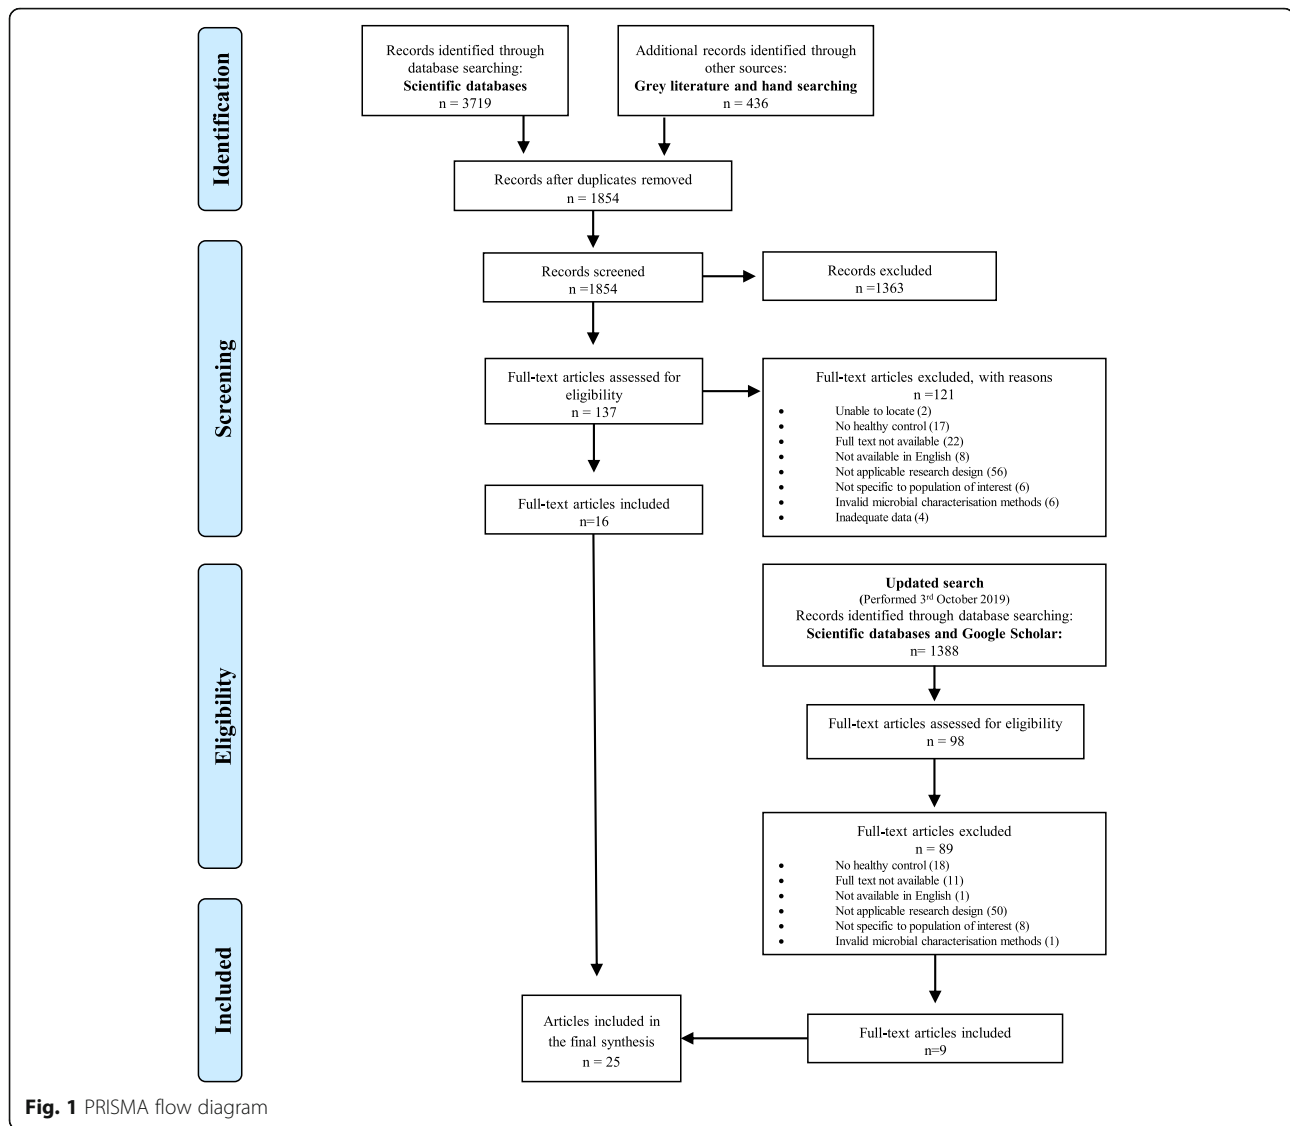 Identification
Records identified through
database searching:
Scientific databases
n = 3719
Additional records identified through
other sources:
Grey literature and hand searching
n = 436
Records after duplicates removed
n = 1854
Screening
Records screened
n =1854
Records excluded
n =1363
Full-text articles assessed for
eligibility
n = 137
Full-text articles excluded, with reasons
n =121
• Unable to locate (2)
• No healthy control (17)
• Full text not available (22)
• Not available in English (8)
• Not applicable research design (56)
• Not specific to population of interest (6)
• Invalid microbial characterisation methods (6)
• Inadequate data (4)
Full-text articles included
n=16
Eligibility
Updated search
(Performed 3rd October 2019)
Records identified through database searching:
Scientific databases and Google Scholar:
n= 1388
Full-text articles assessed for eligibility
n = 98
Full-text articles excluded
n = 89
• No healthy control (18)
• Full text not available (11)
• Not available in English (1)
• Not applicable research design (50)
• Not specific to population of interest (8)
• Invalid microbial characterisation methods (1)
Included
Articles included in
the final synthesis
n = 25
Full-text articles included
n=9
Fig. 1 PRISMA flow diagram